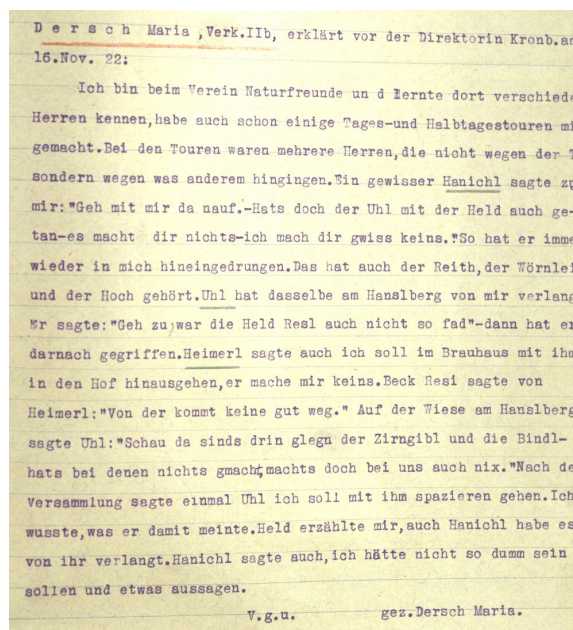 D e r s c h Maria ,Verk.IIb, erklärt vor der Direktorin Kronb.am
16.Nov. 22:
Ich bin beim Verein Naturfreunde un d lernte dort verschied
Herren kennen,habe auch schon einige Tages-und Halbtagestouren mi
gemacht.Bei den Touren waren mehrere Herren,die nicht wegen der T
sondern wegen was anderem hingingen.Ein gewisser Hanichl sagte zu
mir:"Geh mit mir da nauf.-Hats doch der Uhl mit der Held auch ge-
tan-es macht dir nichts-ich mach dir gwiss keins."So hat er imme
wieder in mich hineingedrungen.Das hat auch der Reith,der Wörnlei
und der Hoch gehört.Uhl hat dasselbe am Hanslberg von mir verlang
Er sagte:"Geh zu,war die Held Resl auch nicht so fad"-dann hat er
darnach gegriffen.Heimerl sagte auch ich soll im Brauhaus mit ihm
in den Hof hinausgehen,er mache mir keins.Beck Resi sagte von
Heimerl:"Von der kommt keine gut weg." Auf der Wiese am Hanslberg
sagte Uhl:"Schau da sinds drin glegn der Zirngibl und die Bindl-
hats bei denen nichts gmacht,machts doch bei uns auch nix."Nach de
Versammlung sagte einmal Uhl ich soll mit ihm spazieren gehen.Ich
wusste,was er damit meinte.Held erzählte mir,auch Hanichl habe es
von ihr verlangt.Hanichl sagte auch,ich hätte nicht so dumm sein
sollen und etwas aussagen.
V.g.u. gez.Dersch Maria.